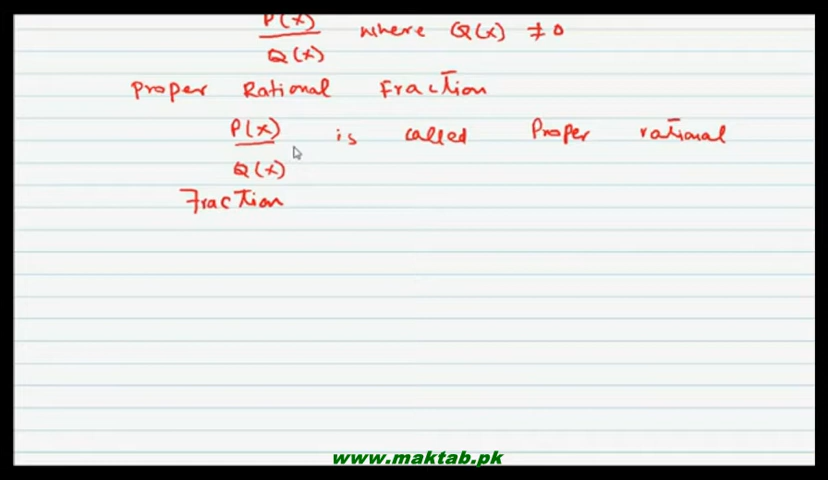 P(x)
where Q(x) ≠ 0
Q(x)
Proper Rational Fraction
P(x)
is called Proper rational
Q(x)
Fraction
www.maktab.pk